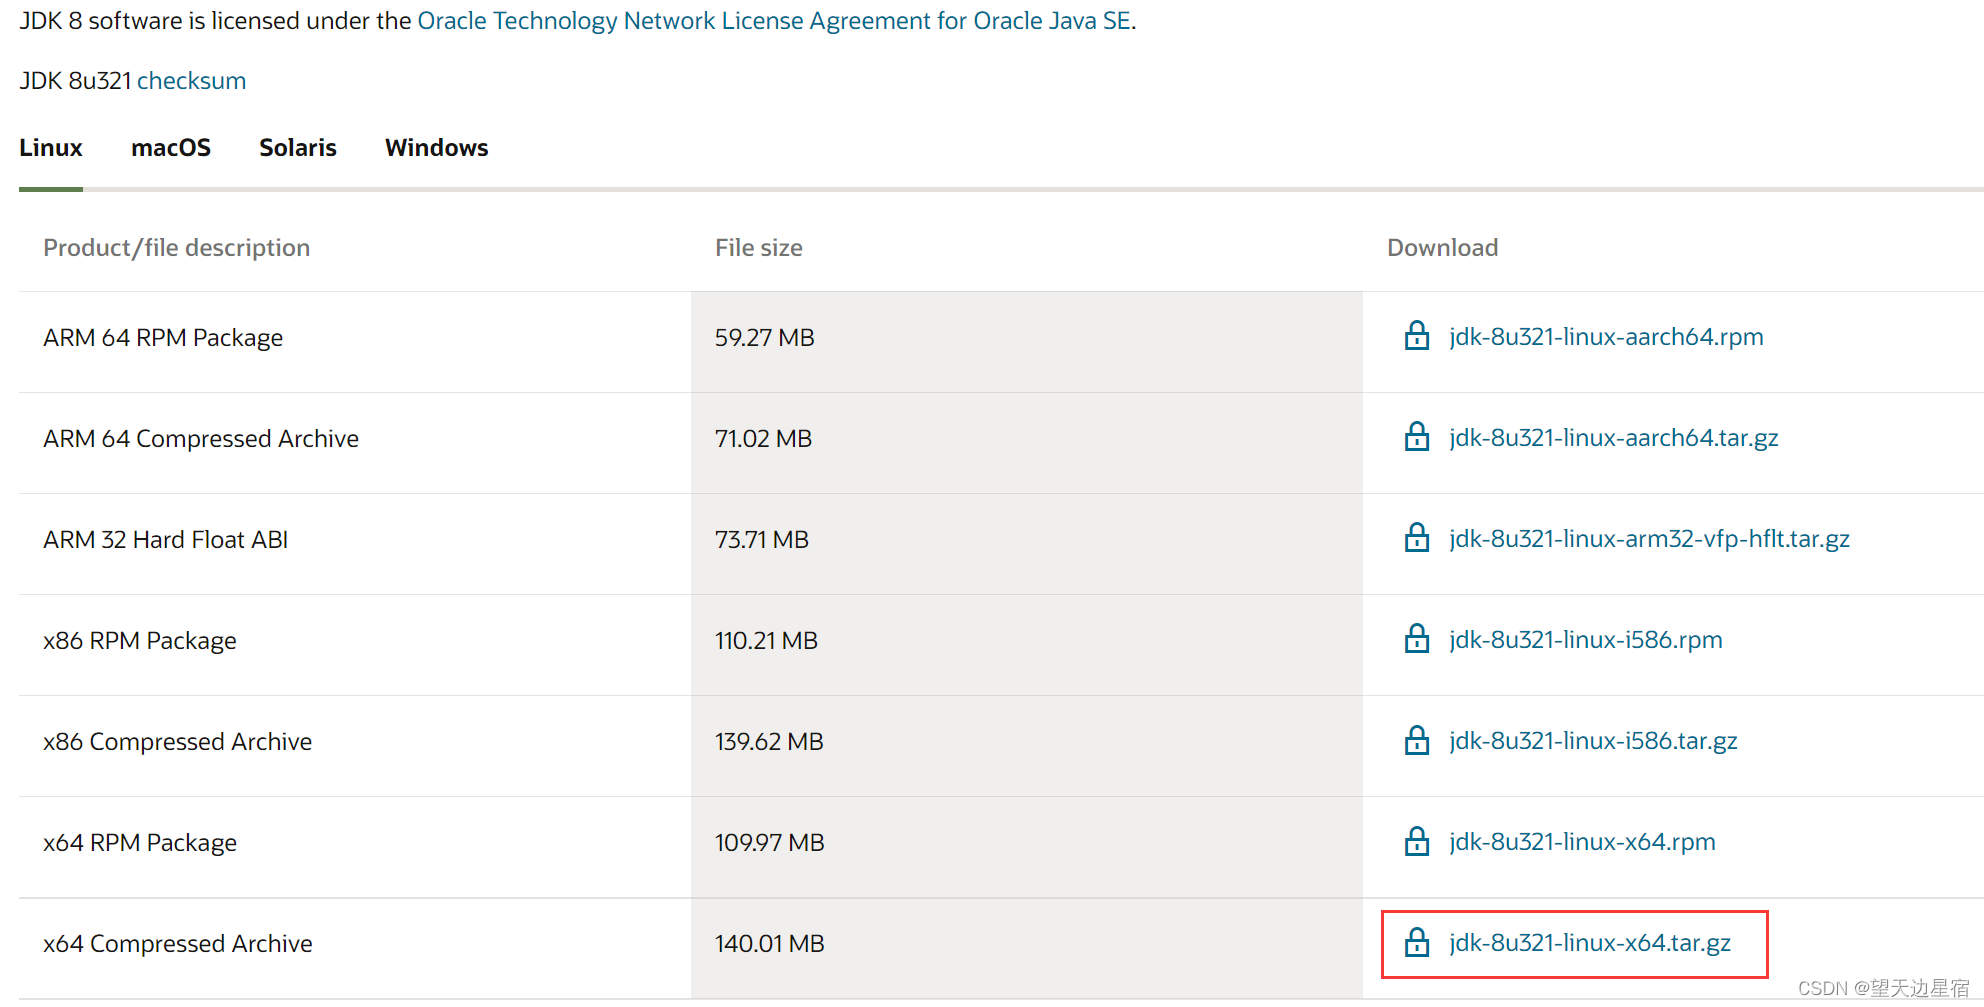 JDK 8 software is licensed under the Oracle Technology Network License Agreement for Oracle Java SE.
JDK 8u321 checksum
Linux macOS Solaris Windows
Product/file description File size Download
ARM 64 RPM Package 59.27 MB jdk-8u321-linux-aarch64.rpm
ARM 64 Compressed Archive 71.02 MB jdk-8u321-linux-aarch64.tar.gz
ARM 32 Hard Float ABI 73.71 MB jdk-8u321-linux-arm32-vfp-hflt.tar.gz
x86 RPM Package 110.21 MB jdk-8u321-linux-i586.rpm
x86 Compressed Archive 139.62 MB jdk-8u321-linux-i586.tar.gz
x64 RPM Package 109.97 MB jdk-8u321-linux-x64.rpm
x64 Compressed Archive 140.01 MB jdk-8u321-linux-x64.tar.gz
CSDN @望天边星宿